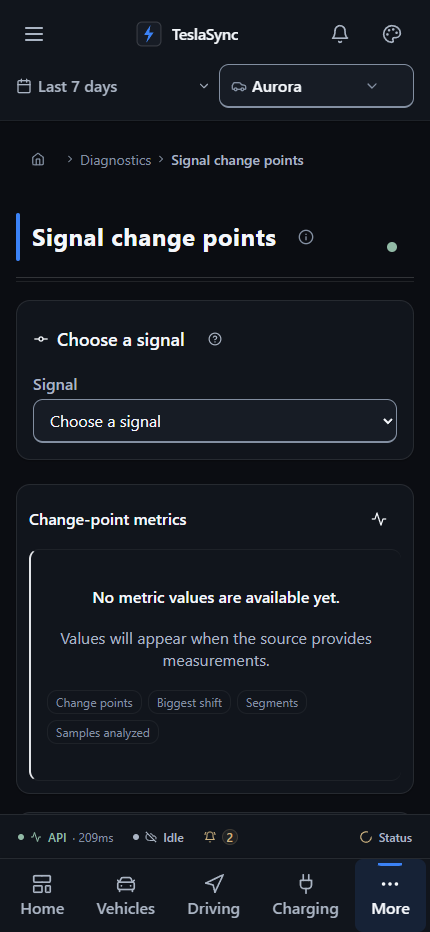 TeslaSync
Last 7 days
Aurora
Diagnostics
Signal change points
Signal change points
Choose a signal
Signal
Choose a signal
Change-point metrics
No metric values are available yet.
Values will appear when the source provides
measurements.
Change points
Biggest shift
Segments
Samples analyzed
API · 209ms
Idle
2
Status
Home
Vehicles
Driving
Charging
More